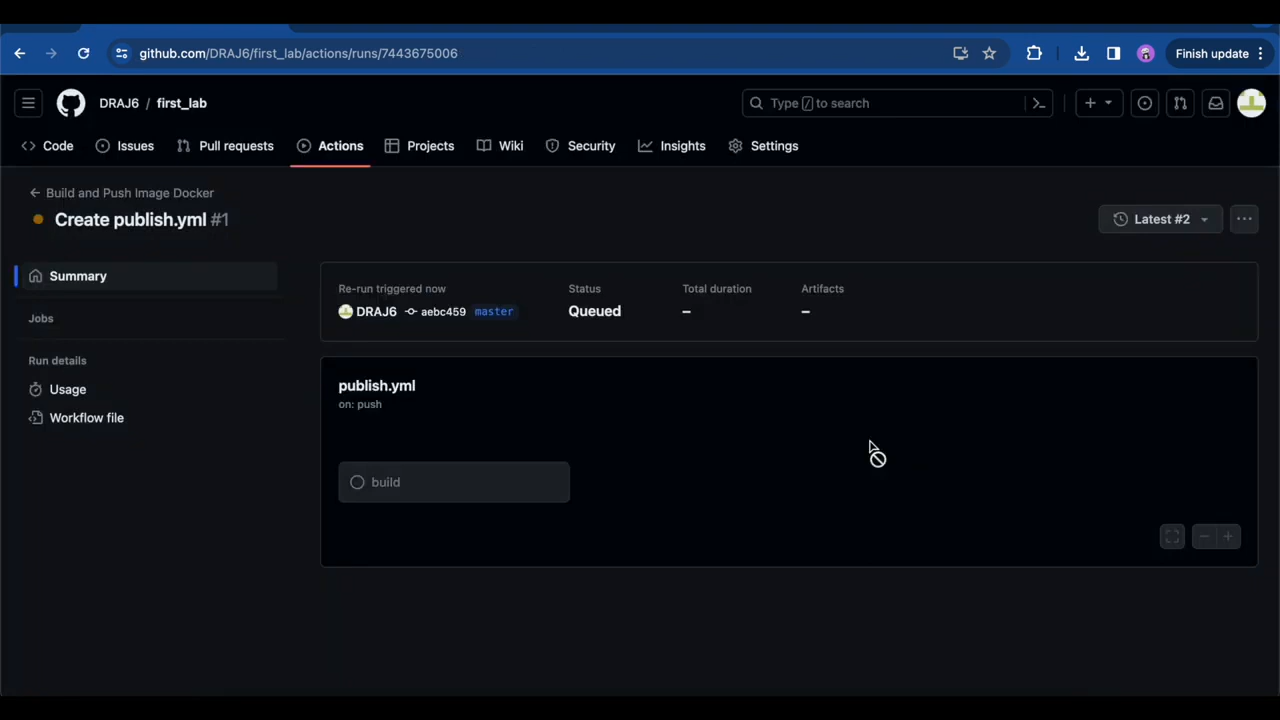 github.com/DRAJ6/first_lab/actions/runs/7443675006
Finish update
DRAJ6 / first_lab
Type / to search
Code
Issues
Pull requests
Actions
Projects
Wiki
Security
Insights
Settings
Build and Push Image Docker
Create publish.yml #1
Latest #2
Summary
Jobs
Run details
Usage
Workflow file
Re-run triggered now
DRAJ6 aebc459 master
Status
Queued
Total duration
–
Artifacts
–
publish.yml
on: push
build